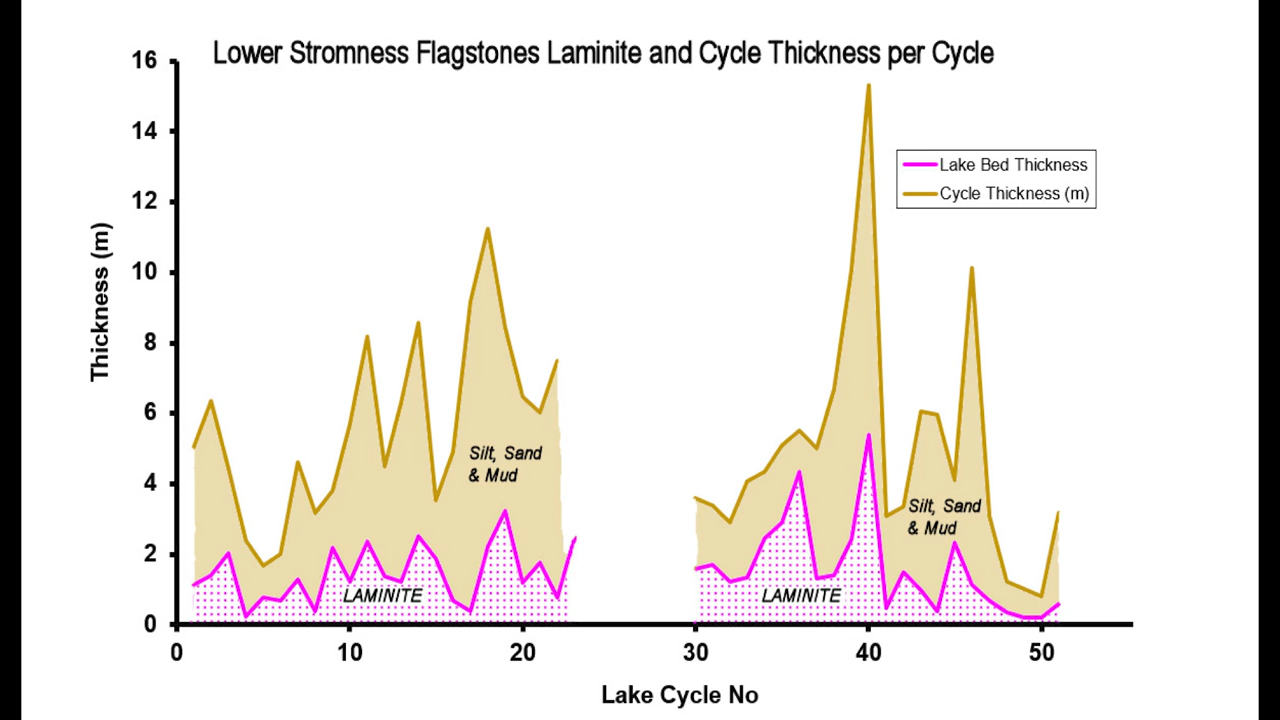 Lower Stromness Flagstones Laminite and Cycle Thickness per Cycle
16
14
12
10
8
6
4
2
0
Thickness (m)
Lake Bed Thickness
Cycle Thickness (m)
Silt, Sand
& Mud
Silt, Sand
& Mud
LAMINITE
LAMINITE
0 10 20 30 40 50
Lake Cycle No